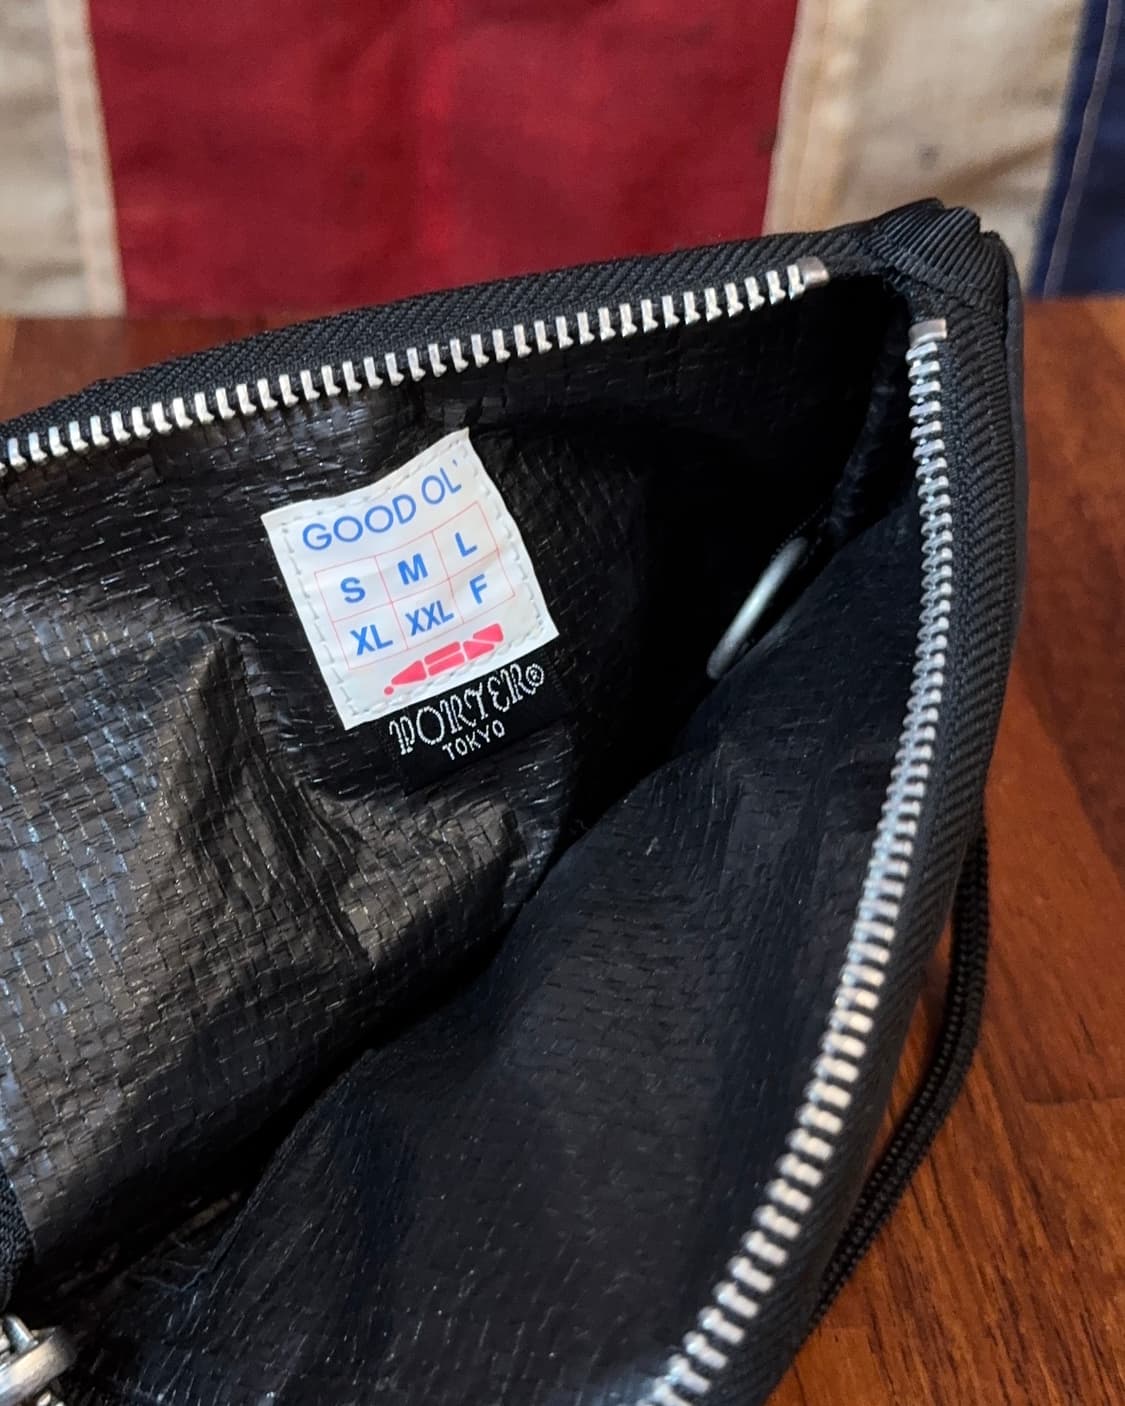 GOOD OL'
S M L
XL XXL F
PORTER®
TOKYO